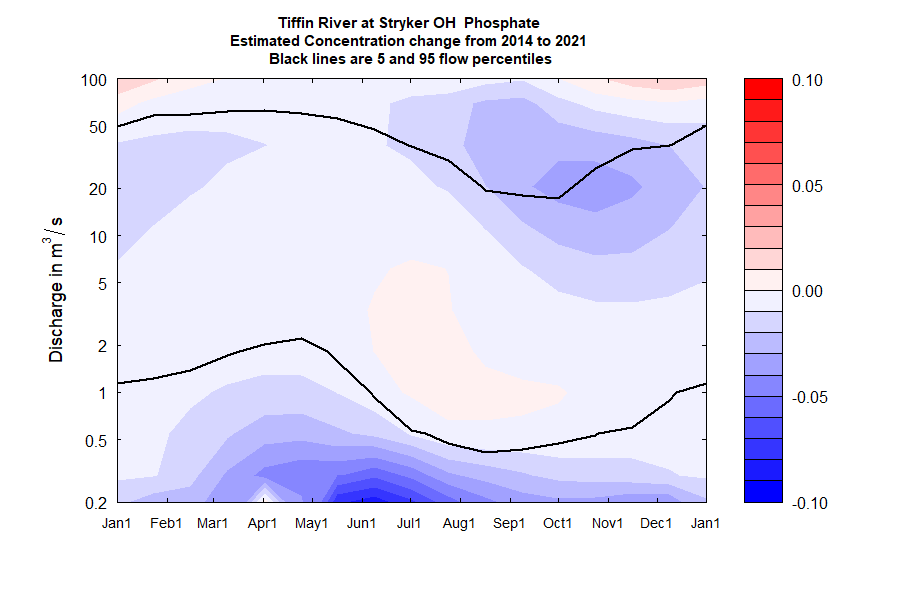 Tiffin River at Stryker OH  Phosphate
Estimated Concentration change from 2014 to 2021
Black lines are 5 and 95 flow percentiles
Discharge in m³/s
100
50
20
10
5
2
1
0.5
0.2
Jan1 Feb1 Mar1 Apr1 May1 Jun1 Jul1 Aug1 Sep1 Oct1 Nov1 Dec1 Jan1
0.10
0.05
0.00
-0.05
-0.10